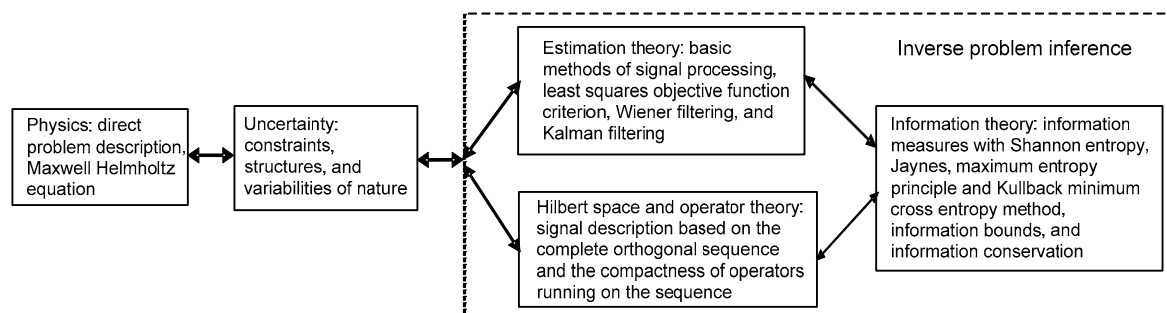 Physics: direct
problem description,
Maxwell Helmholtz
equation
Uncertainty:
constraints,
structures, and
variabilities of nature
Estimation theory: basic
methods of signal processing,
least squares objective function
criterion, Wiener filtering, and
Kalman filtering
Hilbert space and operator theory:
signal description based on the
complete orthogonal sequence
and the compactness of operators
running on the sequence
Inverse problem inference
Information theory: information
measures with Shannon entropy,
Jaynes, maximum entropy
principle and Kullback minimum
cross entropy method,
information bounds, and
information conservation